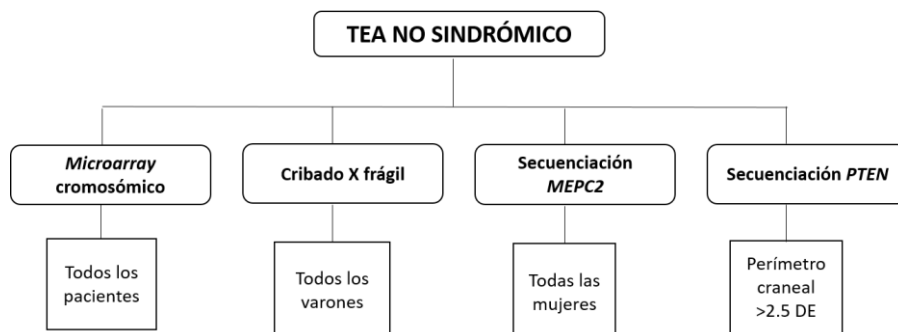 TEA NO SINDRÓMICO
Microarray
cromosómico
Cribado X frágil
Secuenciación
MEPC2
Secuenciación PTEN
Todos los
pacientes
Todos los
varones
Todas las
mujeres
Perímetro
craneal
>2.5 DE